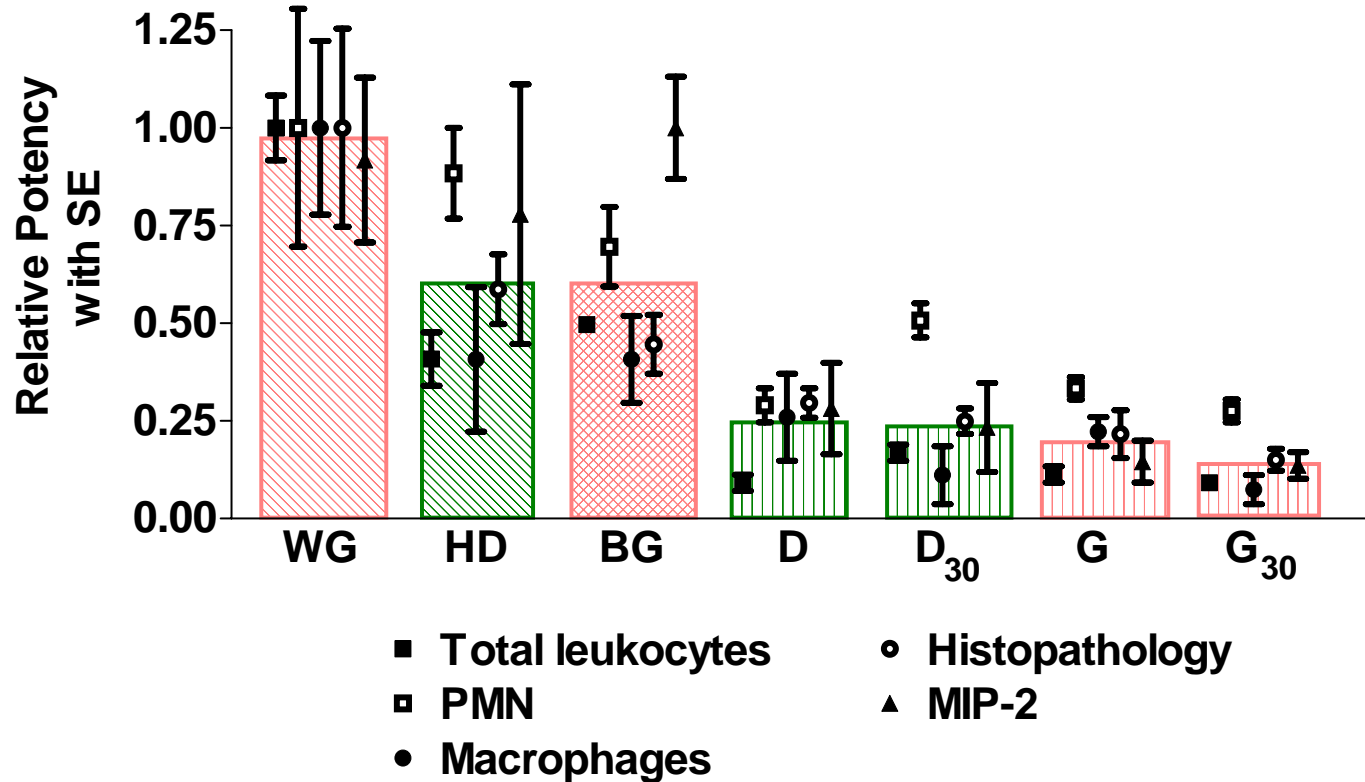 Relative Potency
with SE
1.25
1.00
0.75
0.50
0.25
0.00
WG HD BG D D30 G G30
Total leukocytes
PMN
Macrophages
Histopathology
MIP-2